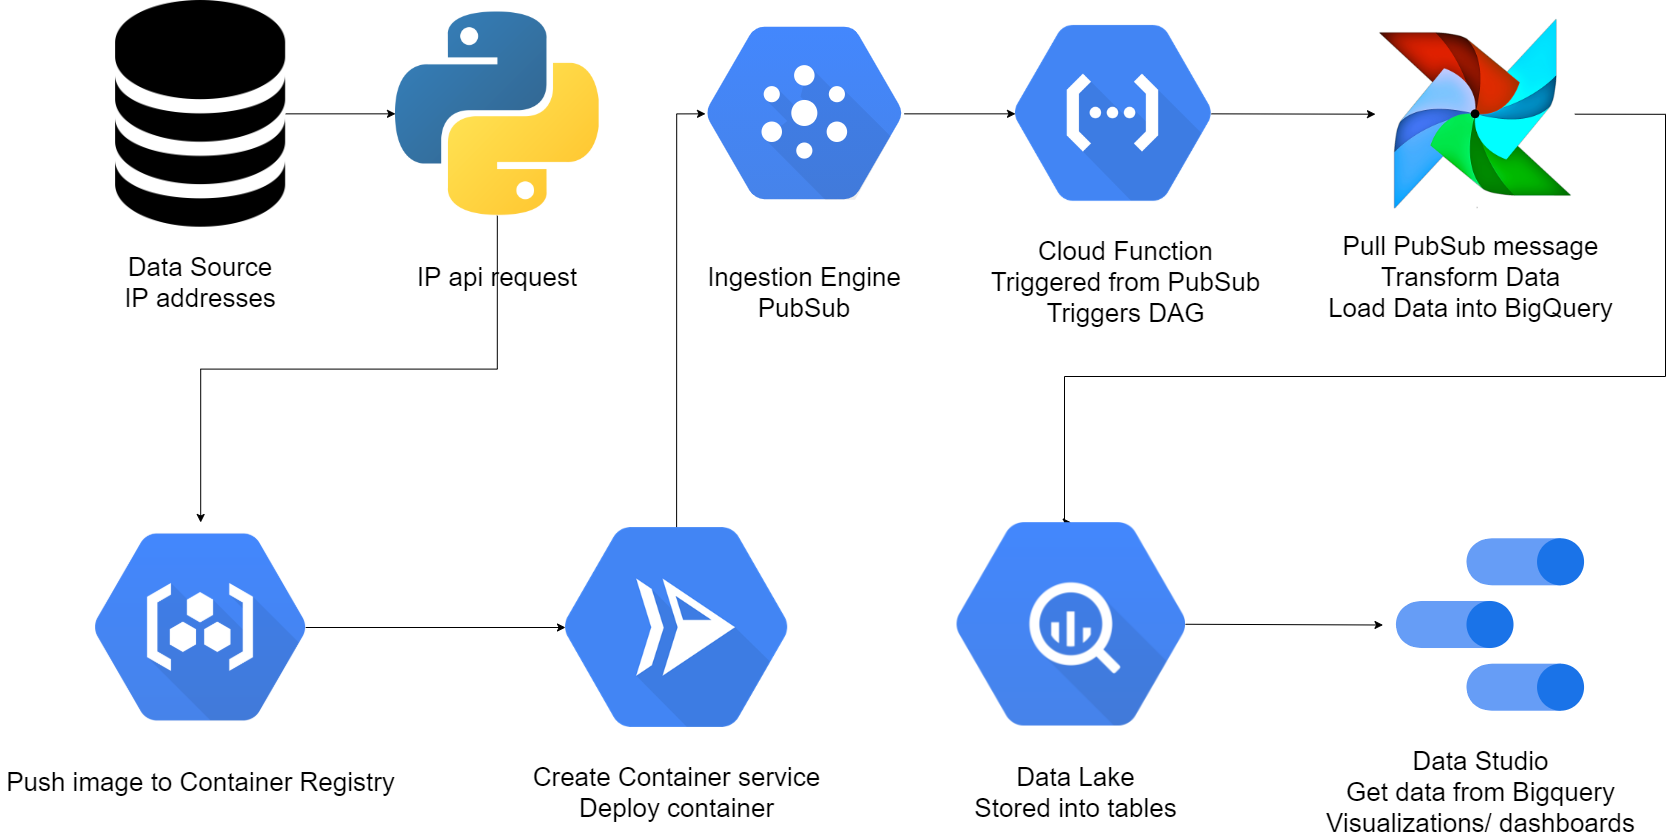 Data Source
IP addresses
IP api request
Ingestion Engine
PubSub
Cloud Function
Triggered from PubSub
Triggers DAG
Pull PubSub message
Transform Data
Load Data into BigQuery
Push image to Container Registry
Create Container service
Deploy container
Data Lake
Stored into tables
Data Studio
Get data from Bigquery
Visualizations/ dashboards